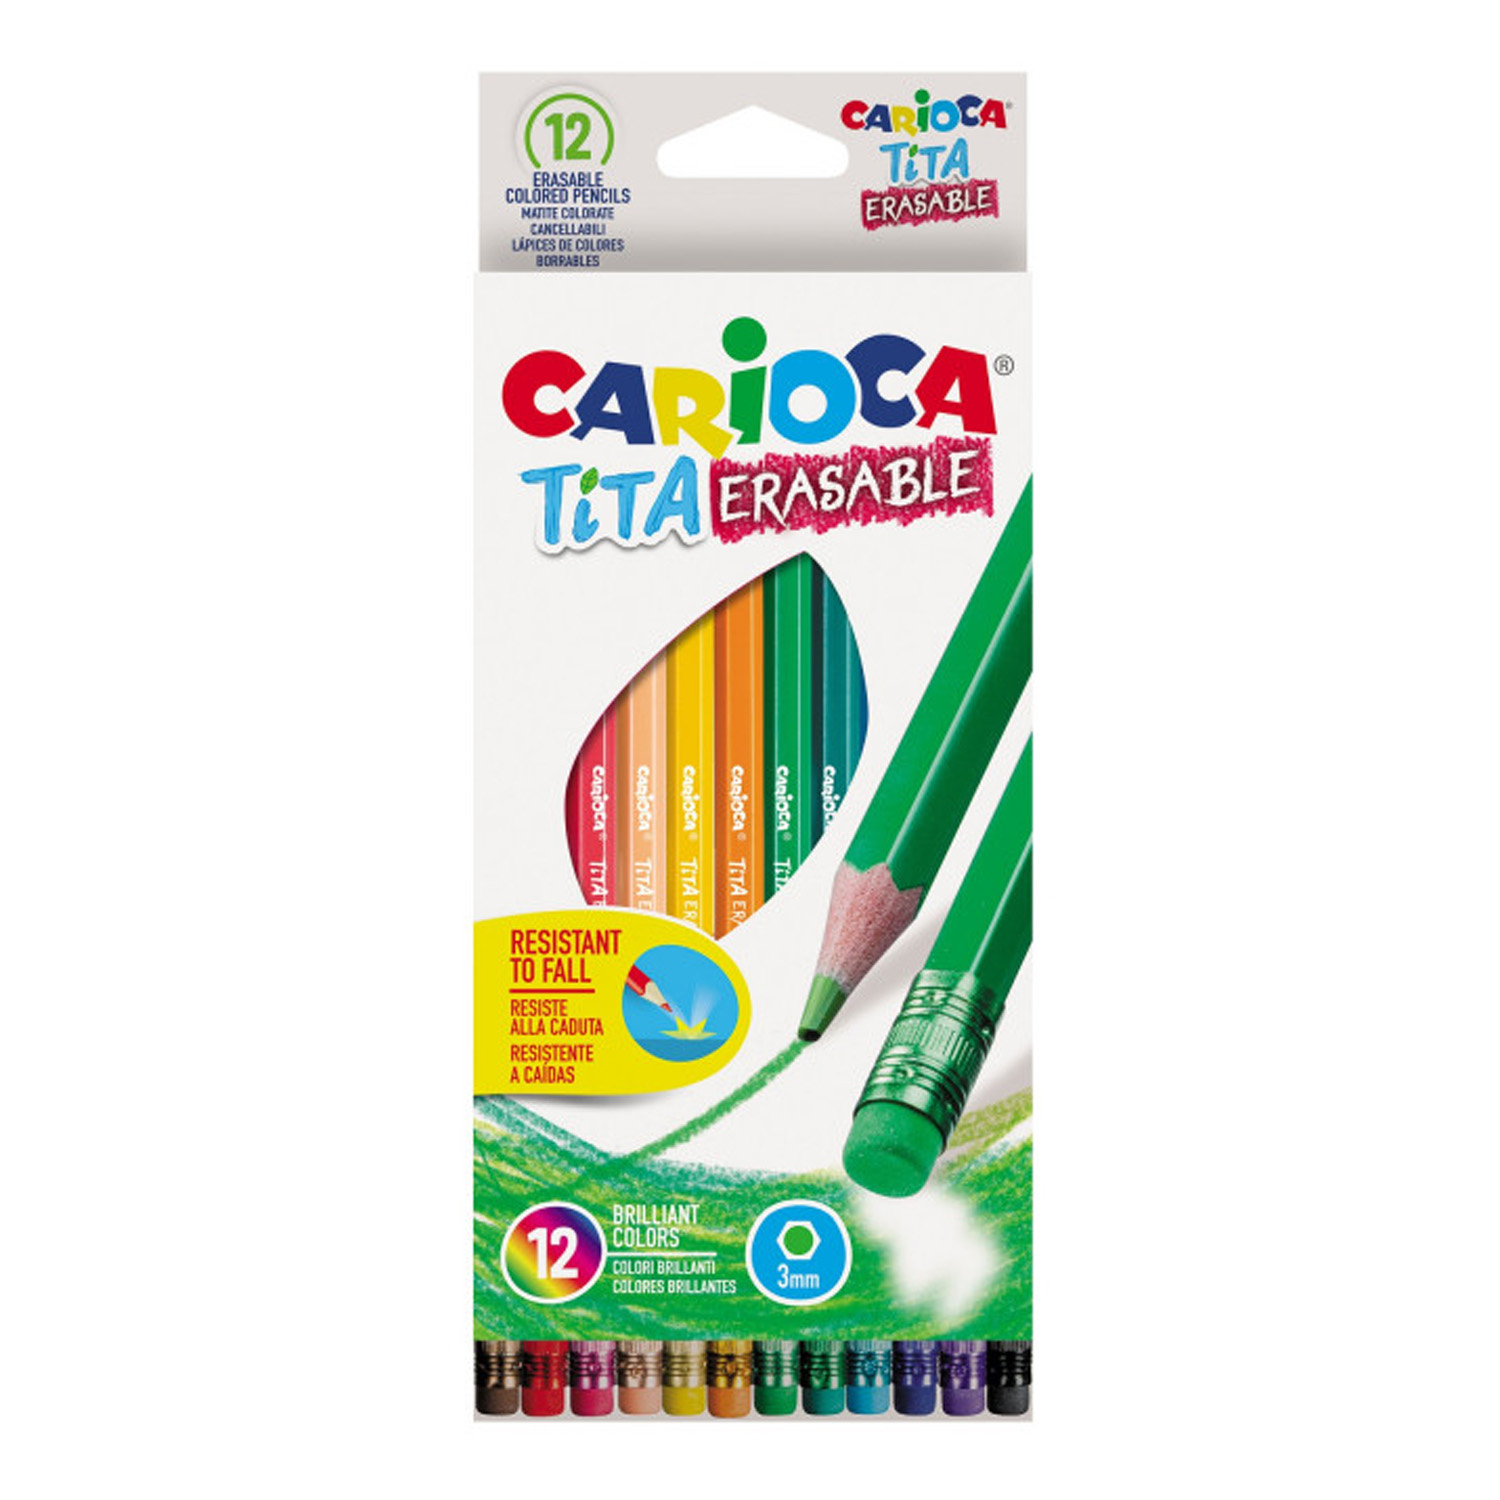 12
ERASABLE
COLORED PENCILS
MATITE COLORATE
CANCELLABILI
LÁPICES DE COLORES
BORRABLES
CARIOCA®
TiTA
ERASABLE
CARIOCA®
TiTA ERASABLE
CARIOCA® TiTA E
CARIOCA® TiTA E
CARIOCA® TiTA ER
CARIOCA® TiTA ERA
CARIOCA® TiTA
CARIOCA
RESISTANT
TO FALL
RESISTE
ALLA CADUTA
RESISTENTE
A CAÍDAS
12
BRILLIANT
COLORS
COLORI BRILLANTI
COLORES BRILLANTES
3mm